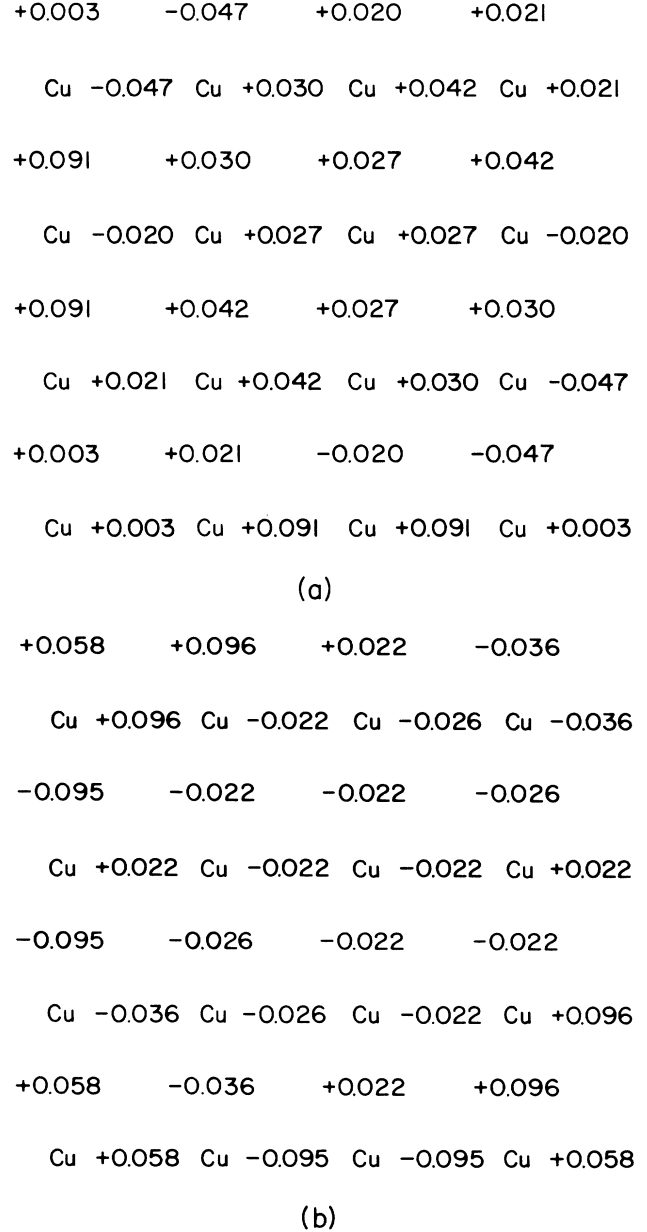 +0.003 -0.047 +0.020 +0.021
Cu -0.047 Cu +0.030 Cu +0.042 Cu +0.021
+0.091 +0.030 +0.027 +0.042
Cu -0.020 Cu +0.027 Cu +0.027 Cu -0.020
+0.091 +0.042 +0.027 +0.030
Cu +0.021 Cu +0.042 Cu +0.030 Cu -0.047
+0.003 +0.021 -0.020 -0.047
Cu +0.003 Cu +0.091 Cu +0.091 Cu +0.003
(a)
+0.058 +0.096 +0.022 -0.036
Cu +0.096 Cu -0.022 Cu -0.026 Cu -0.036
-0.095 -0.022 -0.022 -0.026
Cu +0.022 Cu -0.022 Cu -0.022 Cu +0.022
-0.095 -0.026 -0.022 -0.022
Cu -0.036 Cu -0.026 Cu -0.022 Cu +0.096
+0.058 -0.036 +0.022 +0.096
Cu +0.058 Cu -0.095 Cu -0.095 Cu +0.058
(b)